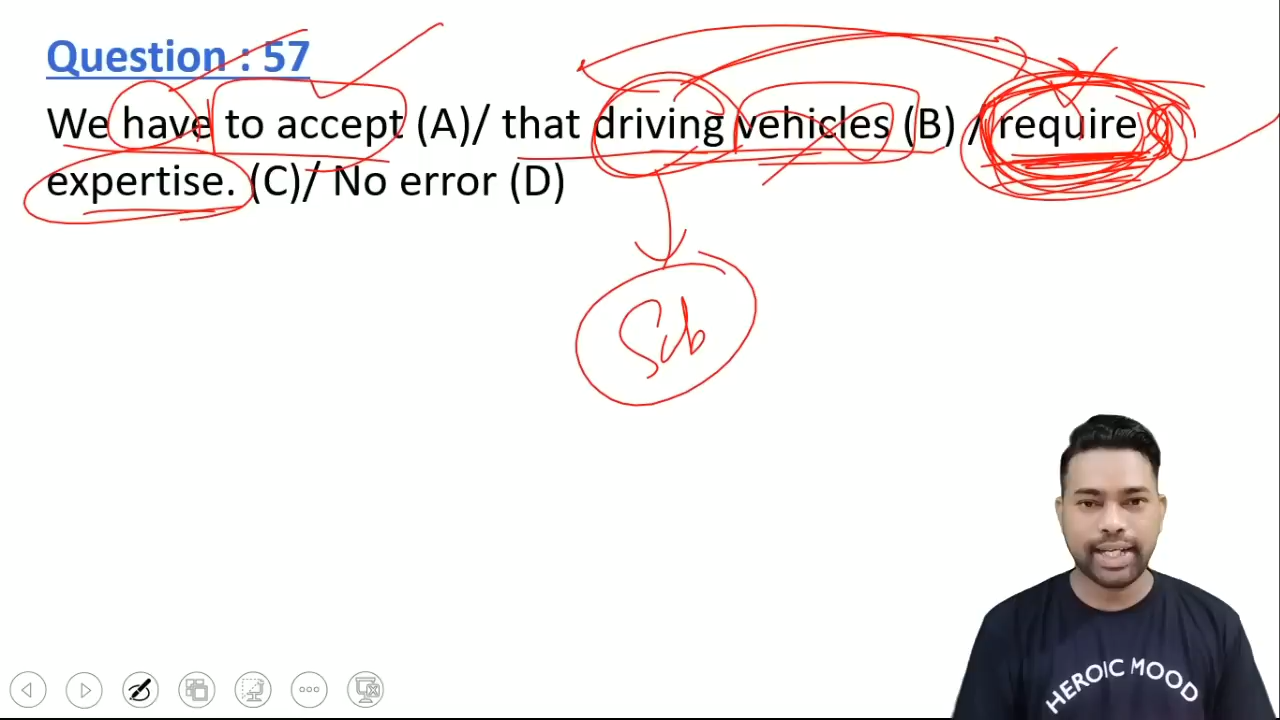 Question : 57
We have to accept (A)/ that driving vehicles (B) / require
expertise. (C)/ No error (D)
Sub
HEROIC MOOD